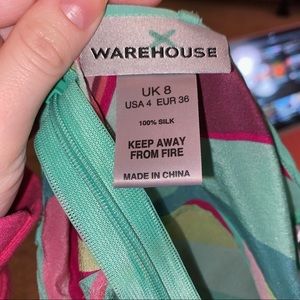 WAREHOUSE
UK 8
USA 4 EUR 36
100% SILK
KEEP AWAY
FROM FIRE
MADE IN CHINA